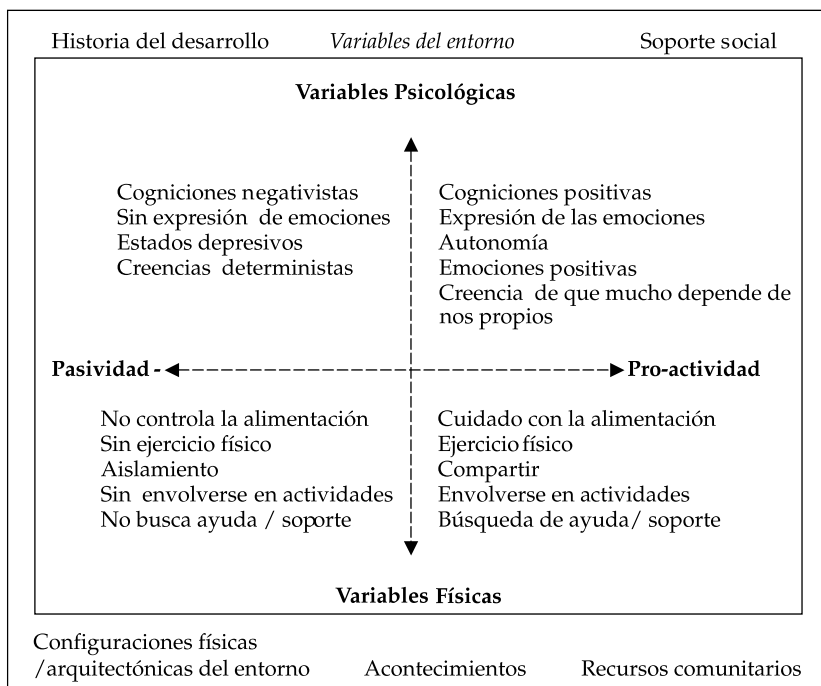 Historia del desarrollo Variables del entorno Soporte social
Variables Psicológicas
Cogniciones negativistas
Sin expresión de emociones
Estados depresivos
Creencias deterministas
Cogniciones positivas
Expresión de las emociones
Autonomía
Emociones positivas
Creencia de que mucho depende de
nos propios
Pasividad - Pro-actividad
No controla la alimentación
Sin ejercicio físico
Aislamiento
Sin envolverse en actividades
No busca ayuda / soporte
Cuidado con la alimentación
Ejercicio físico
Compartir
Envolverse en actividades
Búsqueda de ayuda/ soporte
Variables Físicas
Configuraciones físicas
/arquitectónicas del entorno Acontecimientos Recursos comunitarios